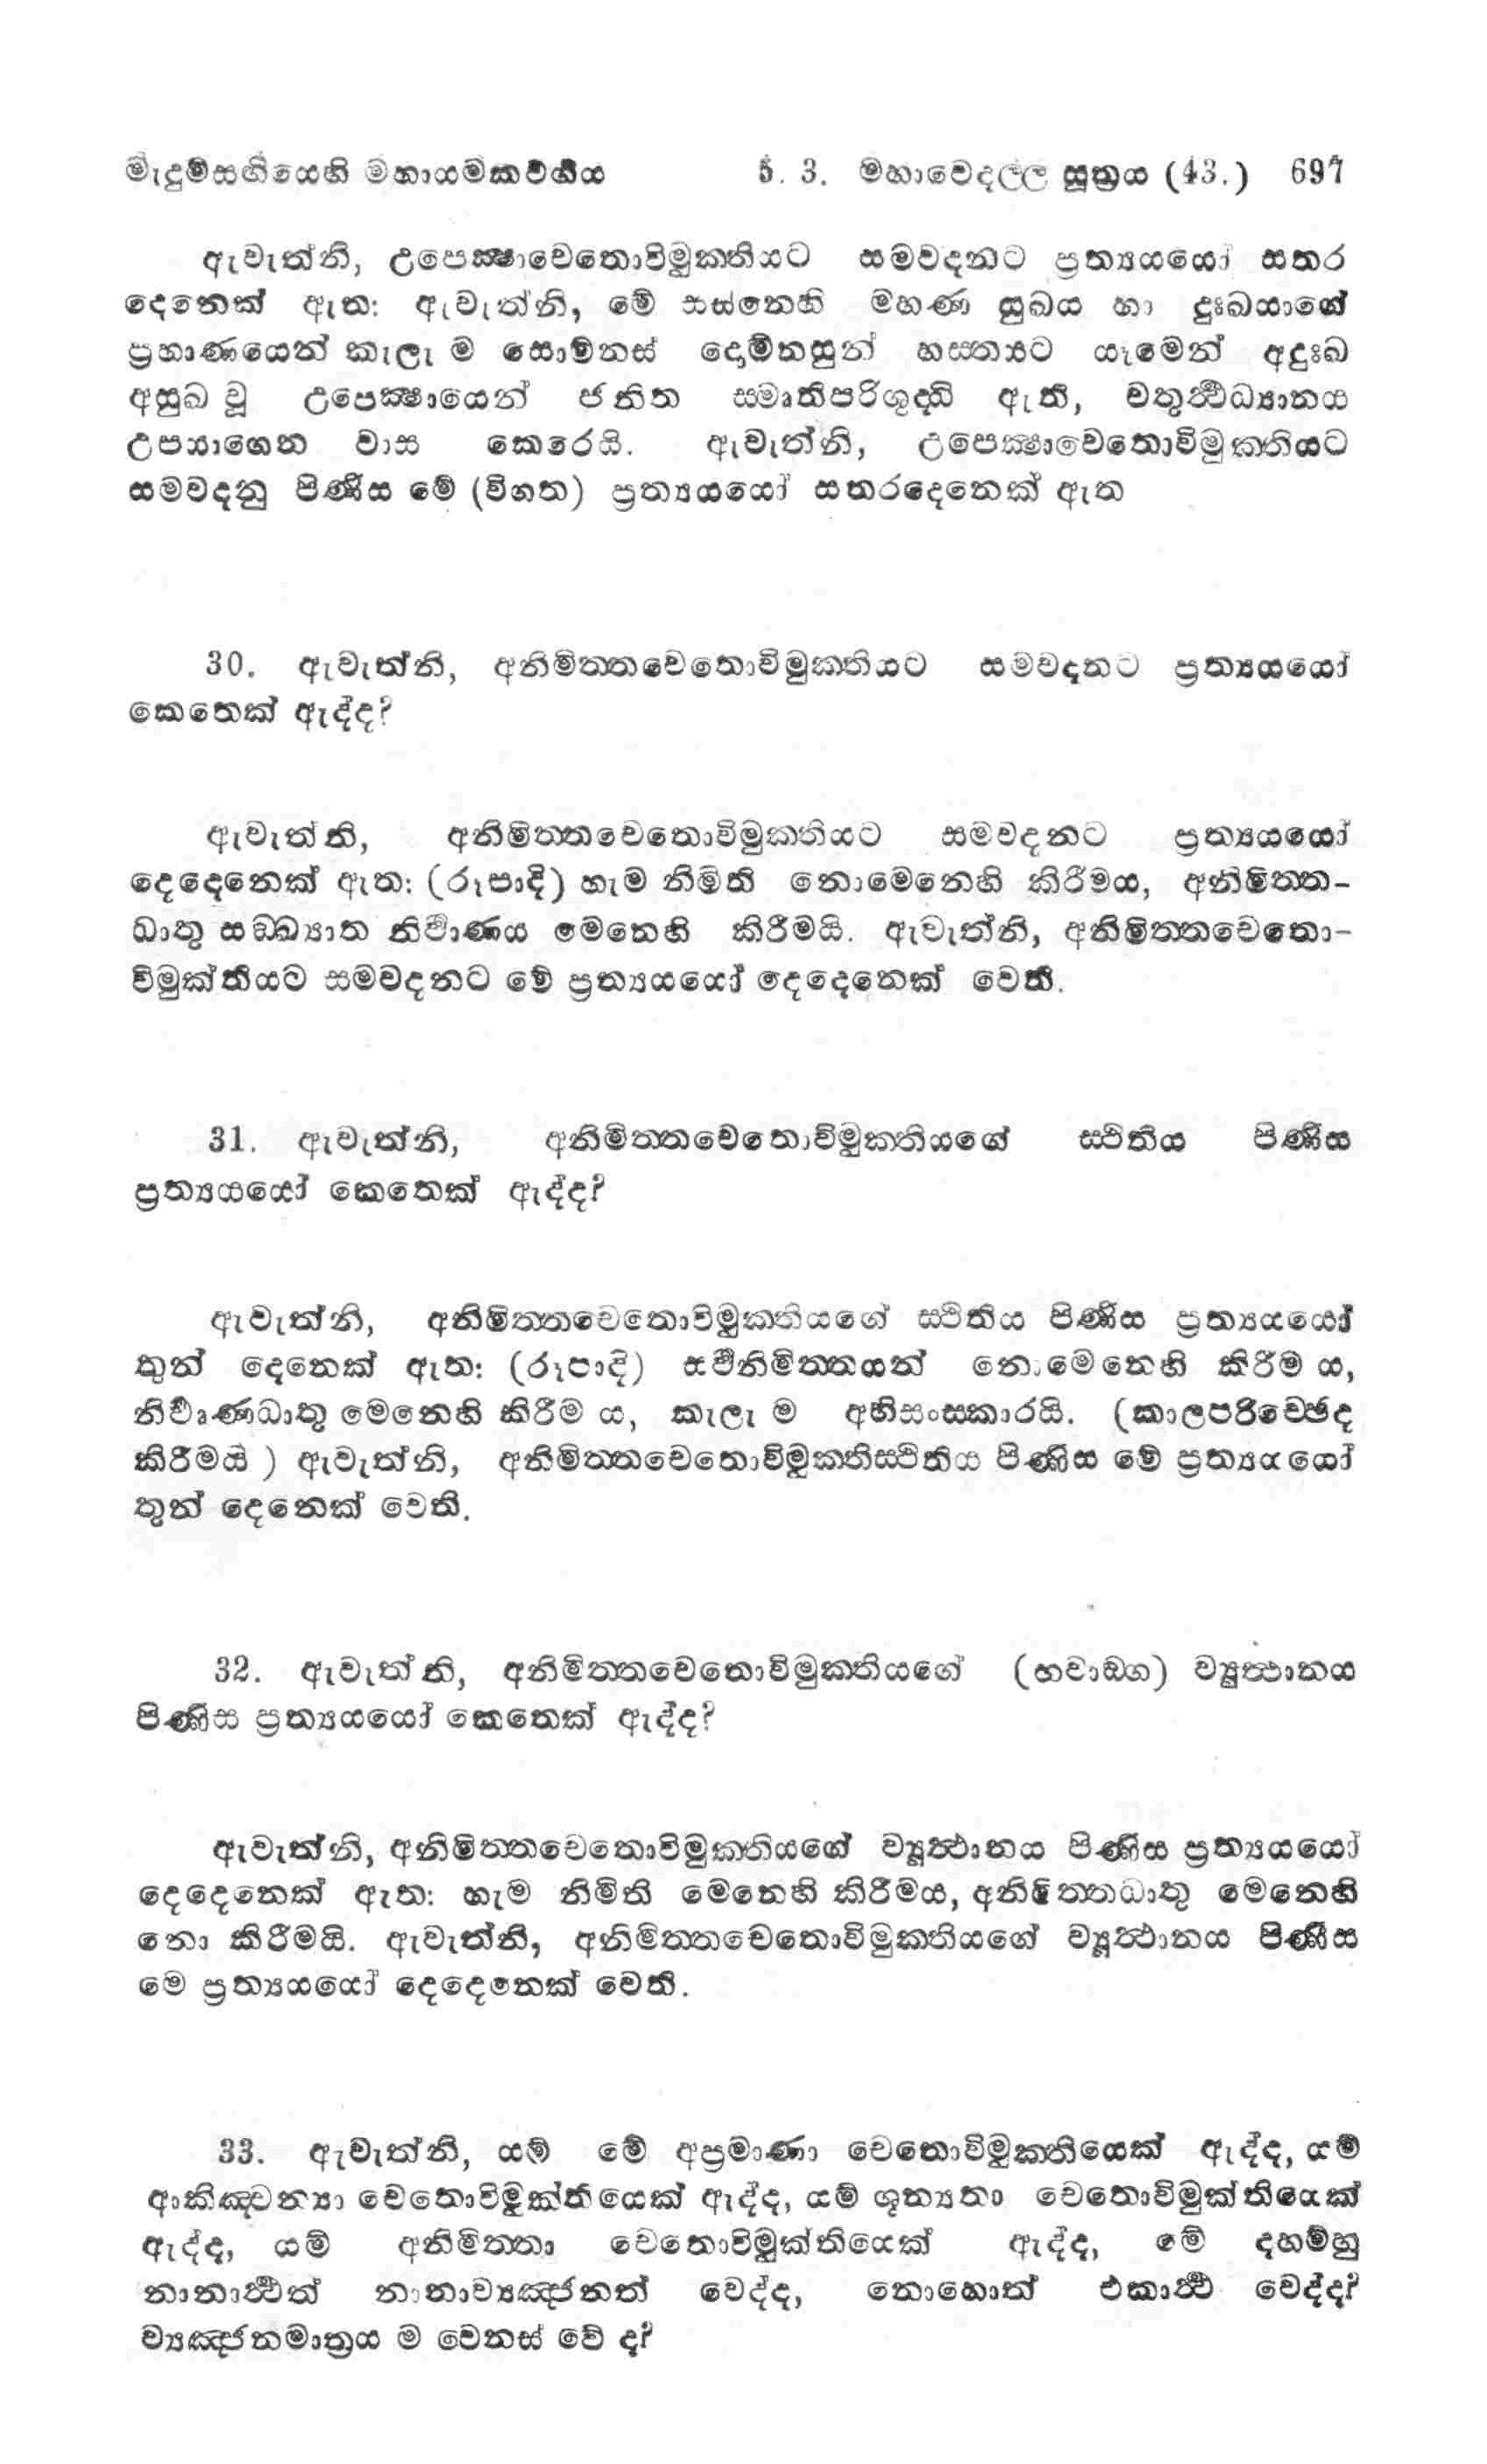 මැදුම්සඟියෙහි මහායමකවර්ගය 5. 3. මහාවෙදල්ල සූත්‍රය (43.) 697
ඇවැත්නි, උපෙක්‍ෂාචෙතොවිමුක්තියට සමවදනට ප්‍රත්‍යයයෝ සතර
දෙනෙක් ඇත: ඇවැත්නි, මේ සස්නෙහි මහණ සුඛය හා දුඃඛයාගේ
ප්‍රහාණයෙන් කැලැ ම සොම්නස් දොම්නසුන් හස්තයට යෑමෙන් අදුඃඛ
අසුඛ වූ උපෙක්‍ෂායෙන් ජනිත සමෘතිපරිශුද්ධි ඇති, චතුර්ථධ්‍යානය
උපයාගෙන වාස කෙරෙයි. ඇවැත්නි, උපෙක්‍ෂාචෙතොවිමුක්තියට
සමවදනු පිණිස මේ (විගත) ප්‍රත්‍යයයෝ සතරදෙනෙක් ඇත
30. ඇවැත්නි, අනිමිත්තචෙතොවිමුක්තියට සමවදනට ප්‍රත්‍යයයෝ
කෙතෙක් ඇද්ද?
ඇවැත්නි, අනිමිත්තචෙතොවිමුක්තියට සමවදනට ප්‍රත්‍යයයෝ
දෙදෙනෙක් ඇත: (රූපාදි) හැම නිමිති නොමෙනෙහි කිරීමය, අනිමිත්ත-
ධාතු සඞ්ඛ්‍යාත නිර්වාණය මෙනෙහි කිරීමයි. ඇවැත්නි, අනිමිත්තචෙතො-
විමුක්තියට සමවදනට මේ ප්‍රත්‍යයයෝ දෙදෙනෙක් වෙති.
31. ඇවැත්නි, අනිමිත්තචෙතොවිමුක්තියගේ ස්ථිතිය පිණිස
ප්‍රත්‍යයයෝ කෙතෙක් ඇද්ද?
ඇවැත්නි, අනිමිත්තචෙතොවිමුක්තියගේ ස්ථිතිය පිණිස ප්‍රත්‍යයයෝ
තුන් දෙනෙක් ඇත: (රූපාදි) සර්වනිමිත්තයන් නොමෙනෙහි කිරීම ය,
නිර්වාණධාතු මෙනෙහි කිරීම ය, කැලැ ම අභිසංස්කාරයි. (කාලපරිච්ඡෙද
කිරීමයි ) ඇවැත්නි, අනිමිත්තචෙතොවිමුක්තිස්ථිතිය පිණිස මේ ප්‍රත්‍යයයෝ
තුන් දෙනෙක් වෙති.
32. ඇවැත්නි, අනිමිත්තචෙතොවිමුක්තියගේ (භවාඞ්ග) ව්‍යුත්ථානය
පිණිස ප්‍රත්‍යයයෝ කෙතෙක් ඇද්ද?
ඇවැත්නි, අනිමිත්තචෙතොවිමුක්තියගේ ව්‍යුත්ථානය පිණිස ප්‍රත්‍යයයෝ
දෙදෙනෙක් ඇත: හැම නිමිති මෙනෙහි කිරීමය, අනිමිත්තධාතු මෙනෙහි
නො කිරීමයි. ඇවැත්නි, අනිමිත්තචෙතොවිමුක්තියගේ ව්‍යුත්ථානය පිණිස
මෙ ප්‍රත්‍යයයෝ දෙදෙනෙක් වෙති.
33. ඇවැත්නි, යම් මේ අප්‍රමාණා චෙතොවිමුක්තියෙක් ඇද්ද, යම්
ආකිඤ්චන්‍යා චෙතොවිමුක්තියෙක් ඇද්ද, යම් ශූන්‍යතා චෙතොවිමුක්තියෙක්
ඇද්ද, යම් අනිමිත්තා චෙතොවිමුක්තියෙක් ඇද්ද, මේ දහම්හු
නානාර්ථත් නානාව්‍යඤ්ජනත් වෙද්ද, නොහොත් එකාර්ථ වෙද්ද?
ව්‍යඤ්ජනමාත්‍රය ම වෙනස් වේ ද?